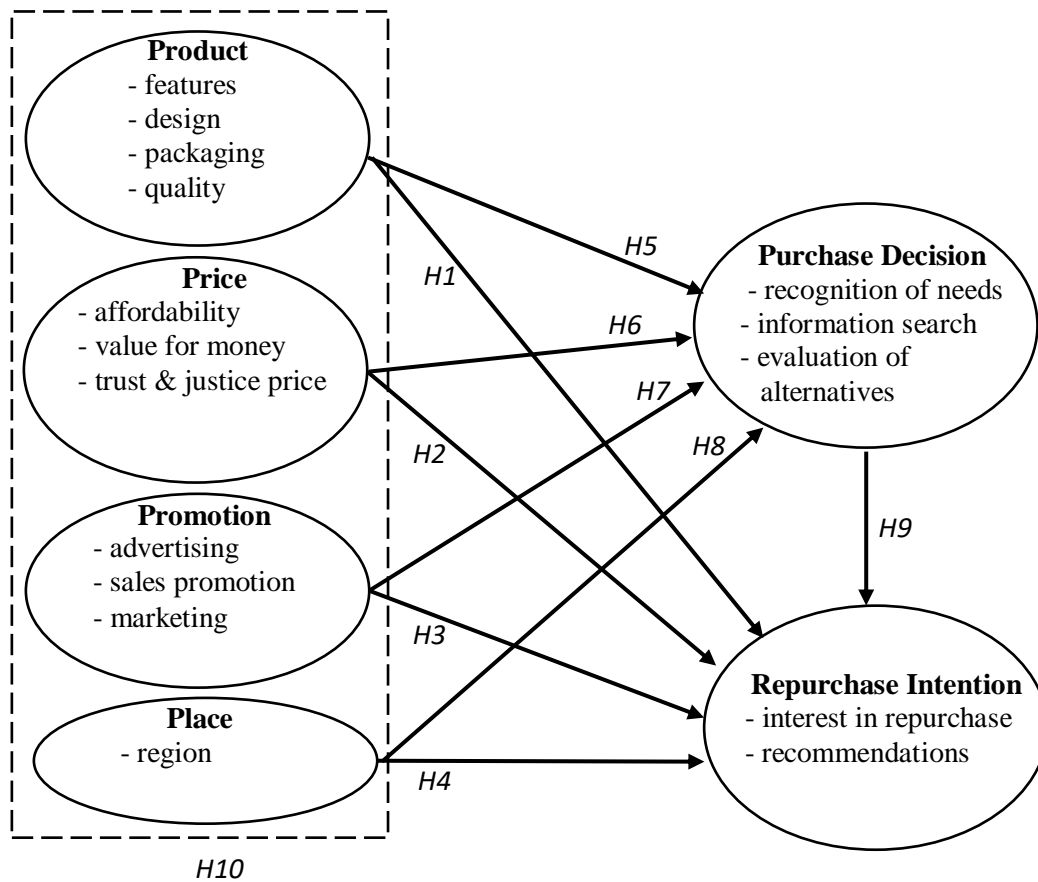 Product
- features
- design
- packaging
- quality
Price
- affordability
- value for money
- trust & justice price
Promotion
- advertising
- sales promotion
- marketing
Place
- region
H10
H1
H5
H6
H2
H7
H8
H3
H4
Purchase Decision
- recognition of needs
- information search
- evaluation of
alternatives
H9
Repurchase Intention
- interest in repurchase
- recommendations